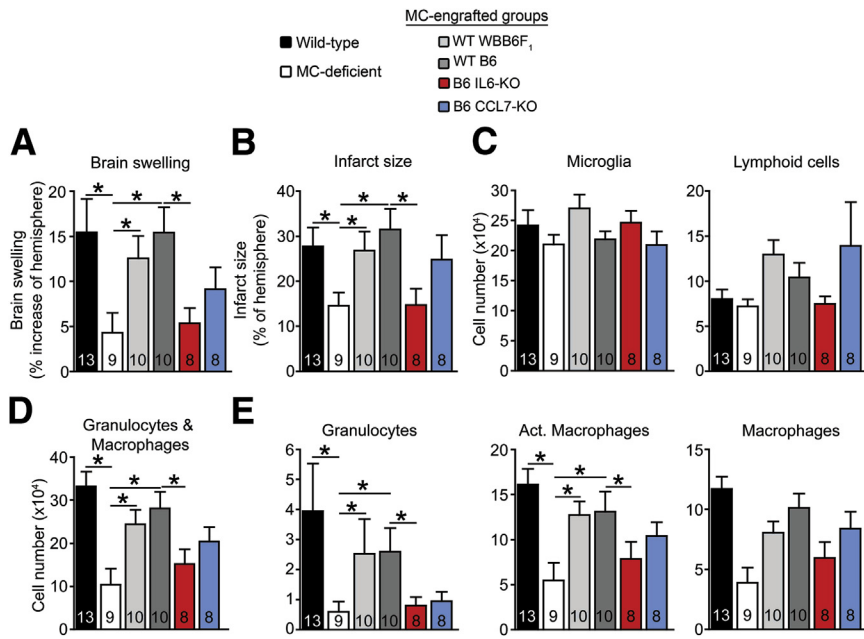 MC-engrafted groups
Wild-type
MC-deficient
WT WBB6F1
WT B6
B6 IL6-KO
B6 CCL7-KO
A
Brain swelling
Brain swelling
(% increase of hemisphere)
20
15
10
5
0
* * * *
13 9 10 10 8 8
B
Infarct size
Infarct size
(% of hemisphere)
40
30
20
10
0
* * * *
13 9 10 10 8 8
C
Microglia
Cell number (x10⁴)
30
25
20
15
10
5
0
13 9 10 10 8 8
Lymphoid cells
20
15
10
5
0
13 9 10 10 8 8
D
Granulocytes &
Macrophages
Cell number (x10⁴)
40
30
20
10
0
* * * *
13 9 10 10 8 8
E
Granulocytes
6
5
4
3
2
1
0
* * * *
13 9 10 10 8 8
Act. Macrophages
20
15
10
5
0
* * * *
13 9 10 10 8 8
Macrophages
15
10
5
0
13 9 10 10 8 8